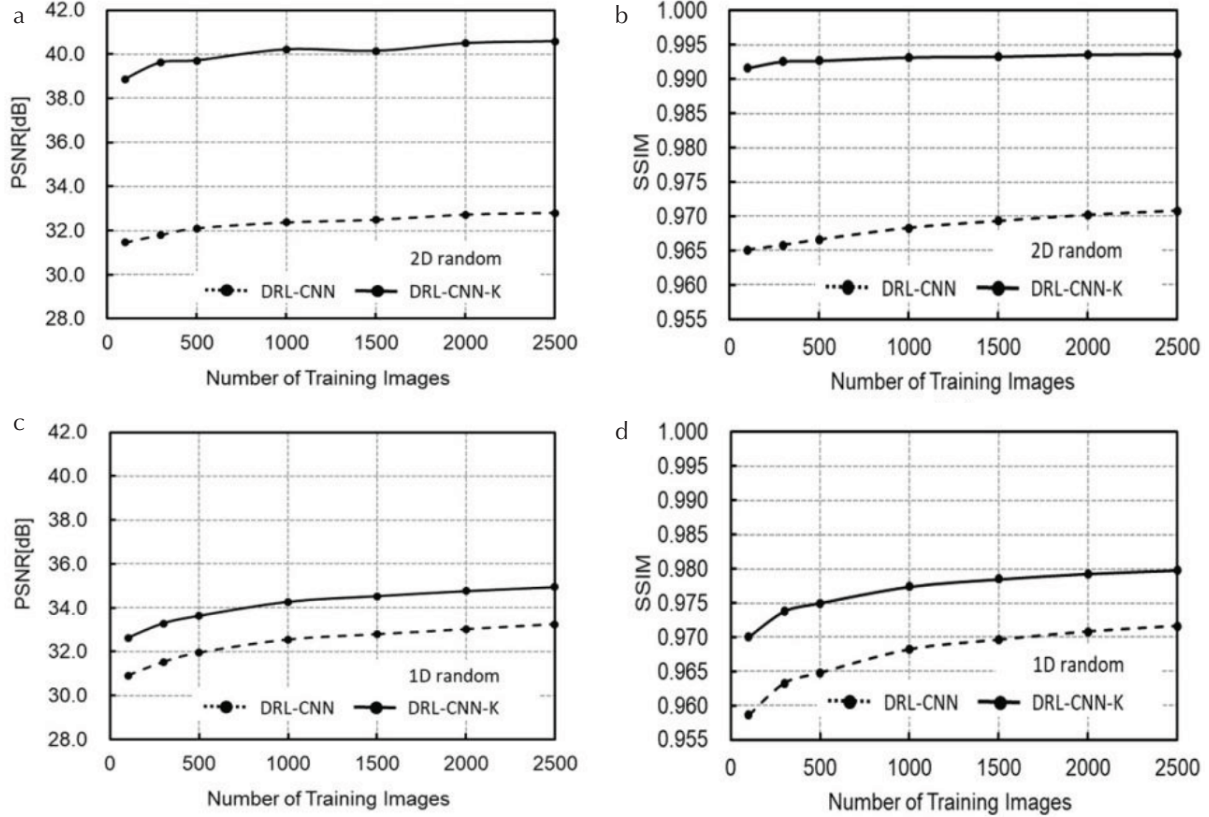 a
PSNR[dB]
42.0
40.0
38.0
36.0
34.0
32.0
30.0
28.0
2D random
DRL-CNN DRL-CNN-K
0 500 1000 1500 2000 2500
Number of Training Images
b
SSIM
1.000
0.995
0.990
0.985
0.980
0.975
0.970
0.965
0.960
0.955
2D random
DRL-CNN DRL-CNN-K
0 500 1000 1500 2000 2500
Number of Training Images
c
PSNR[dB]
42.0
40.0
38.0
36.0
34.0
32.0
30.0
28.0
1D random
DRL-CNN DRL-CNN-K
0 500 1000 1500 2000 2500
Number of Training Images
d
SSIM
1.000
0.995
0.990
0.985
0.980
0.975
0.970
0.965
0.960
0.955
1D random
DRL-CNN DRL-CNN-K
0 500 1000 1500 2000 2500
Number of Training Images